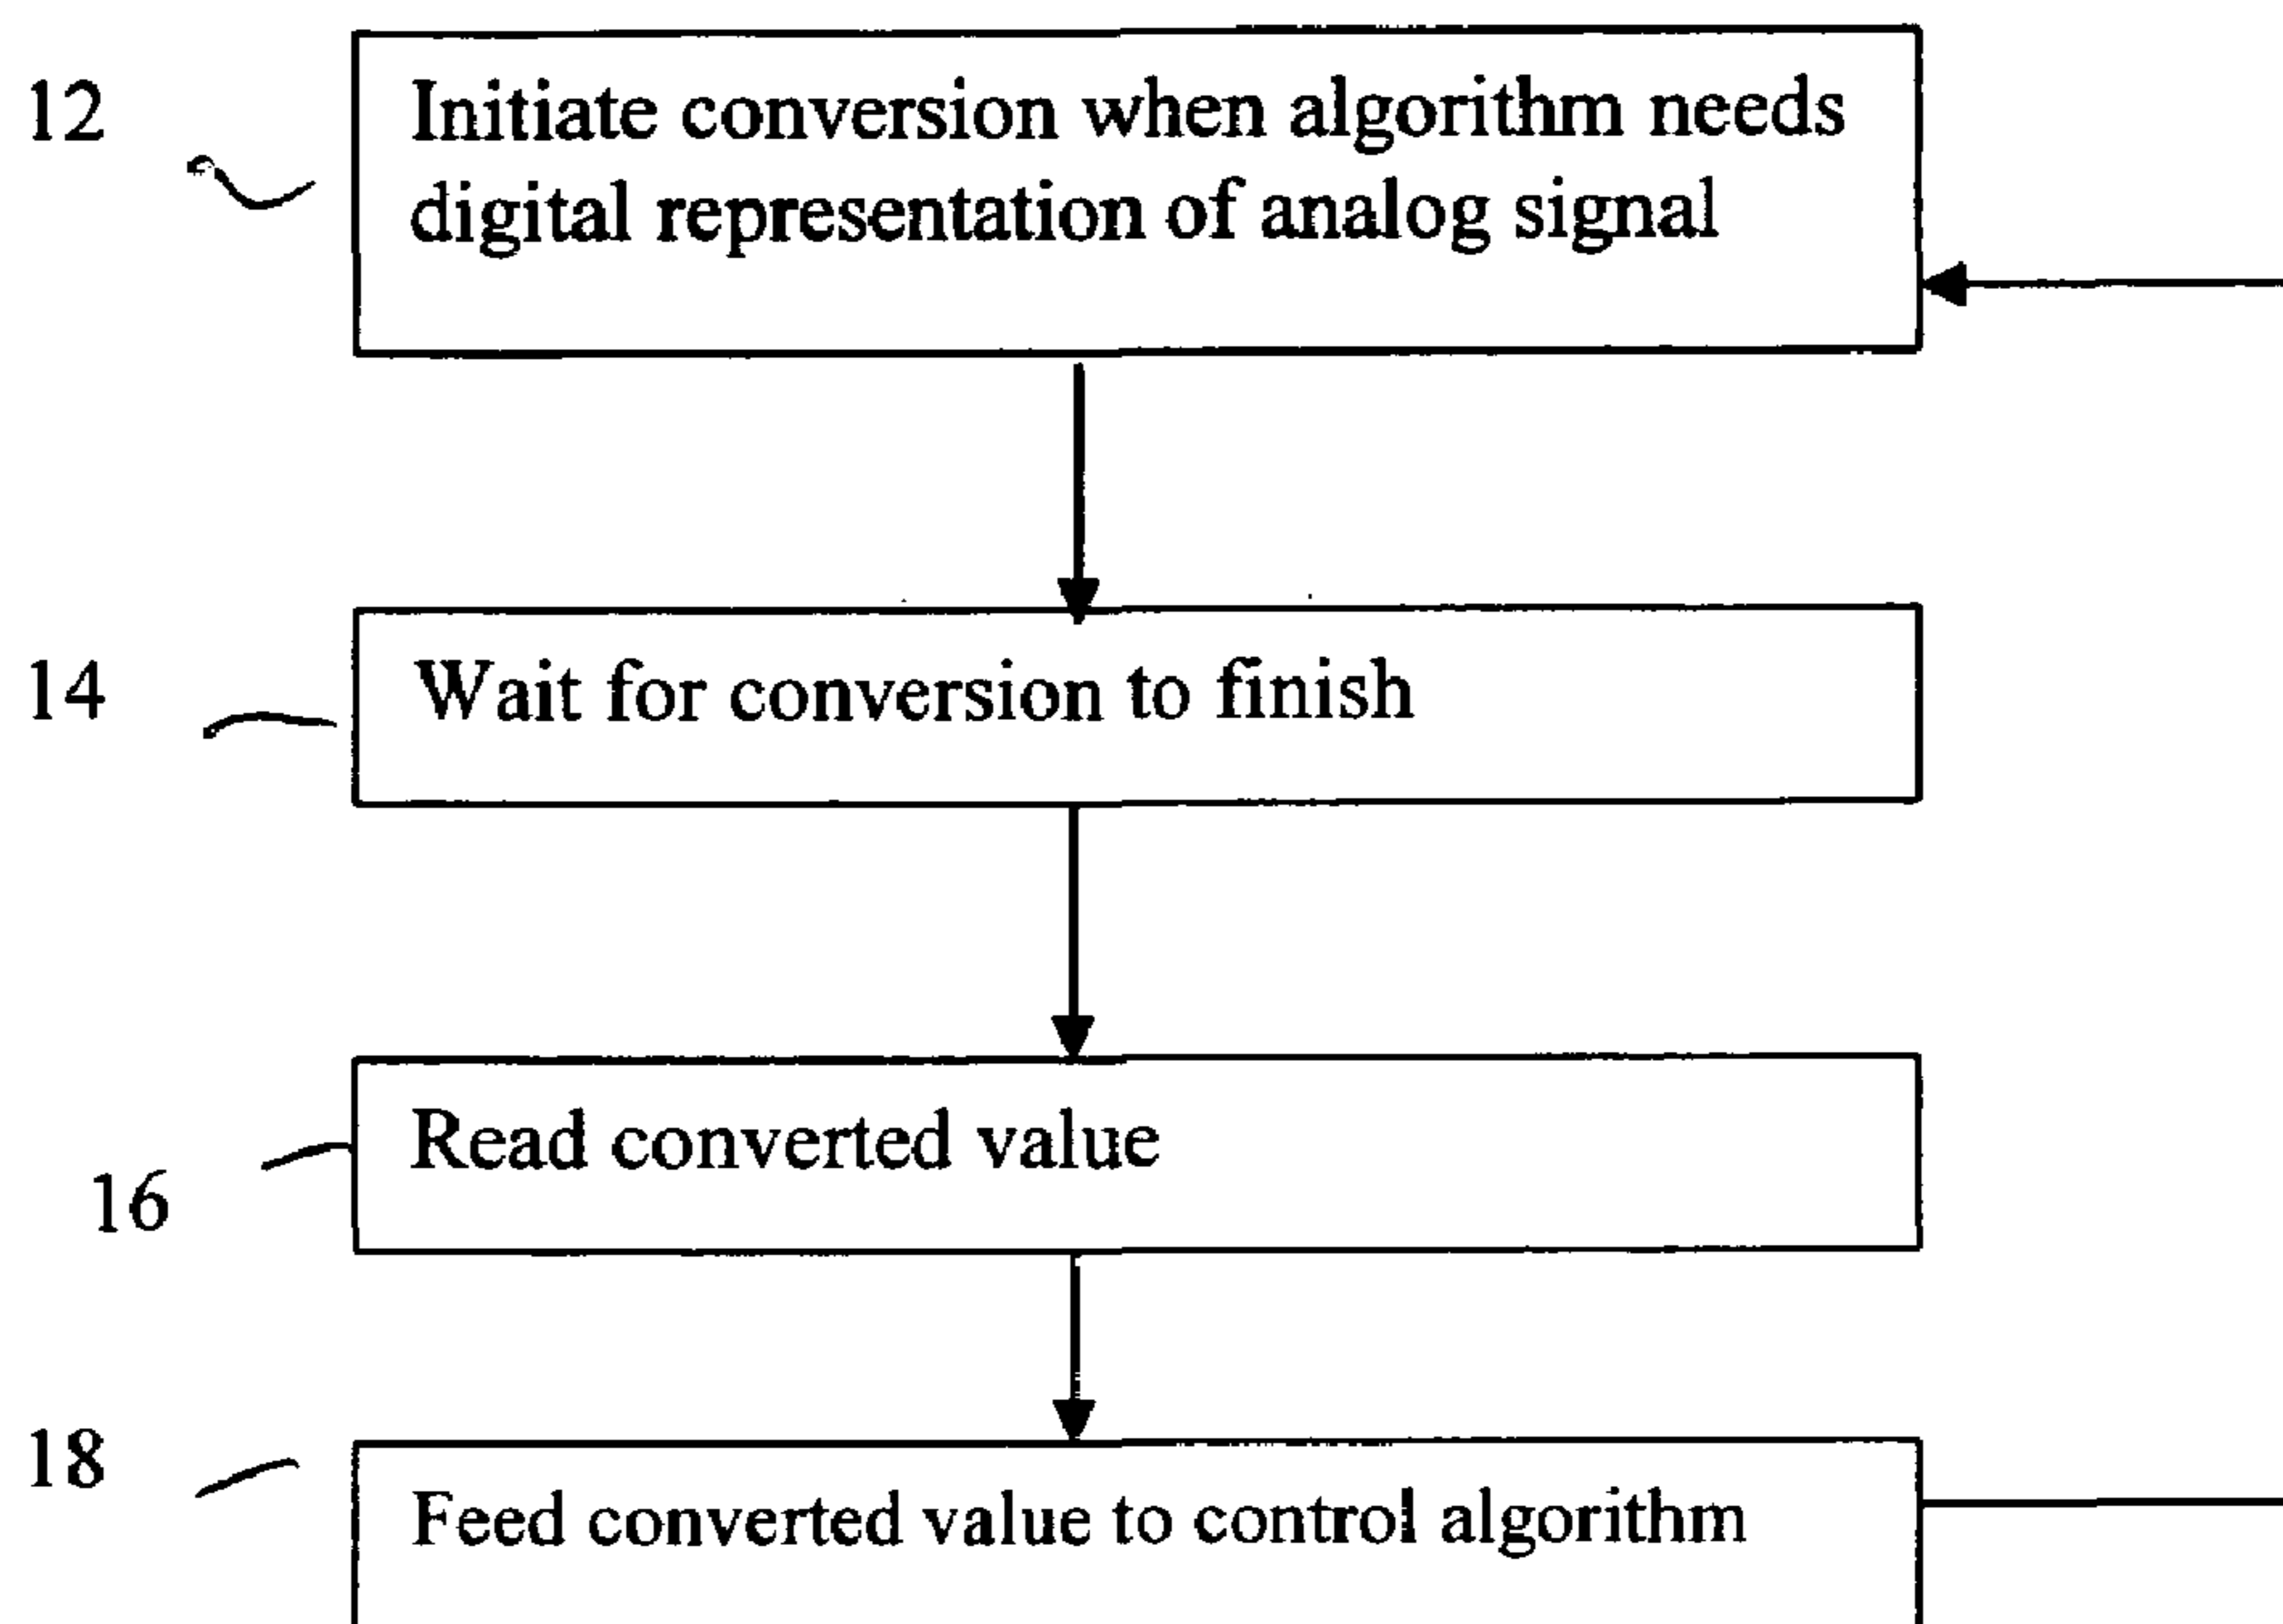 12
Initiate conversion when algorithm needs
digital representation of analog signal
14
Wait for conversion to finish
Read converted value
16
18
Feed converted value to control algorithm